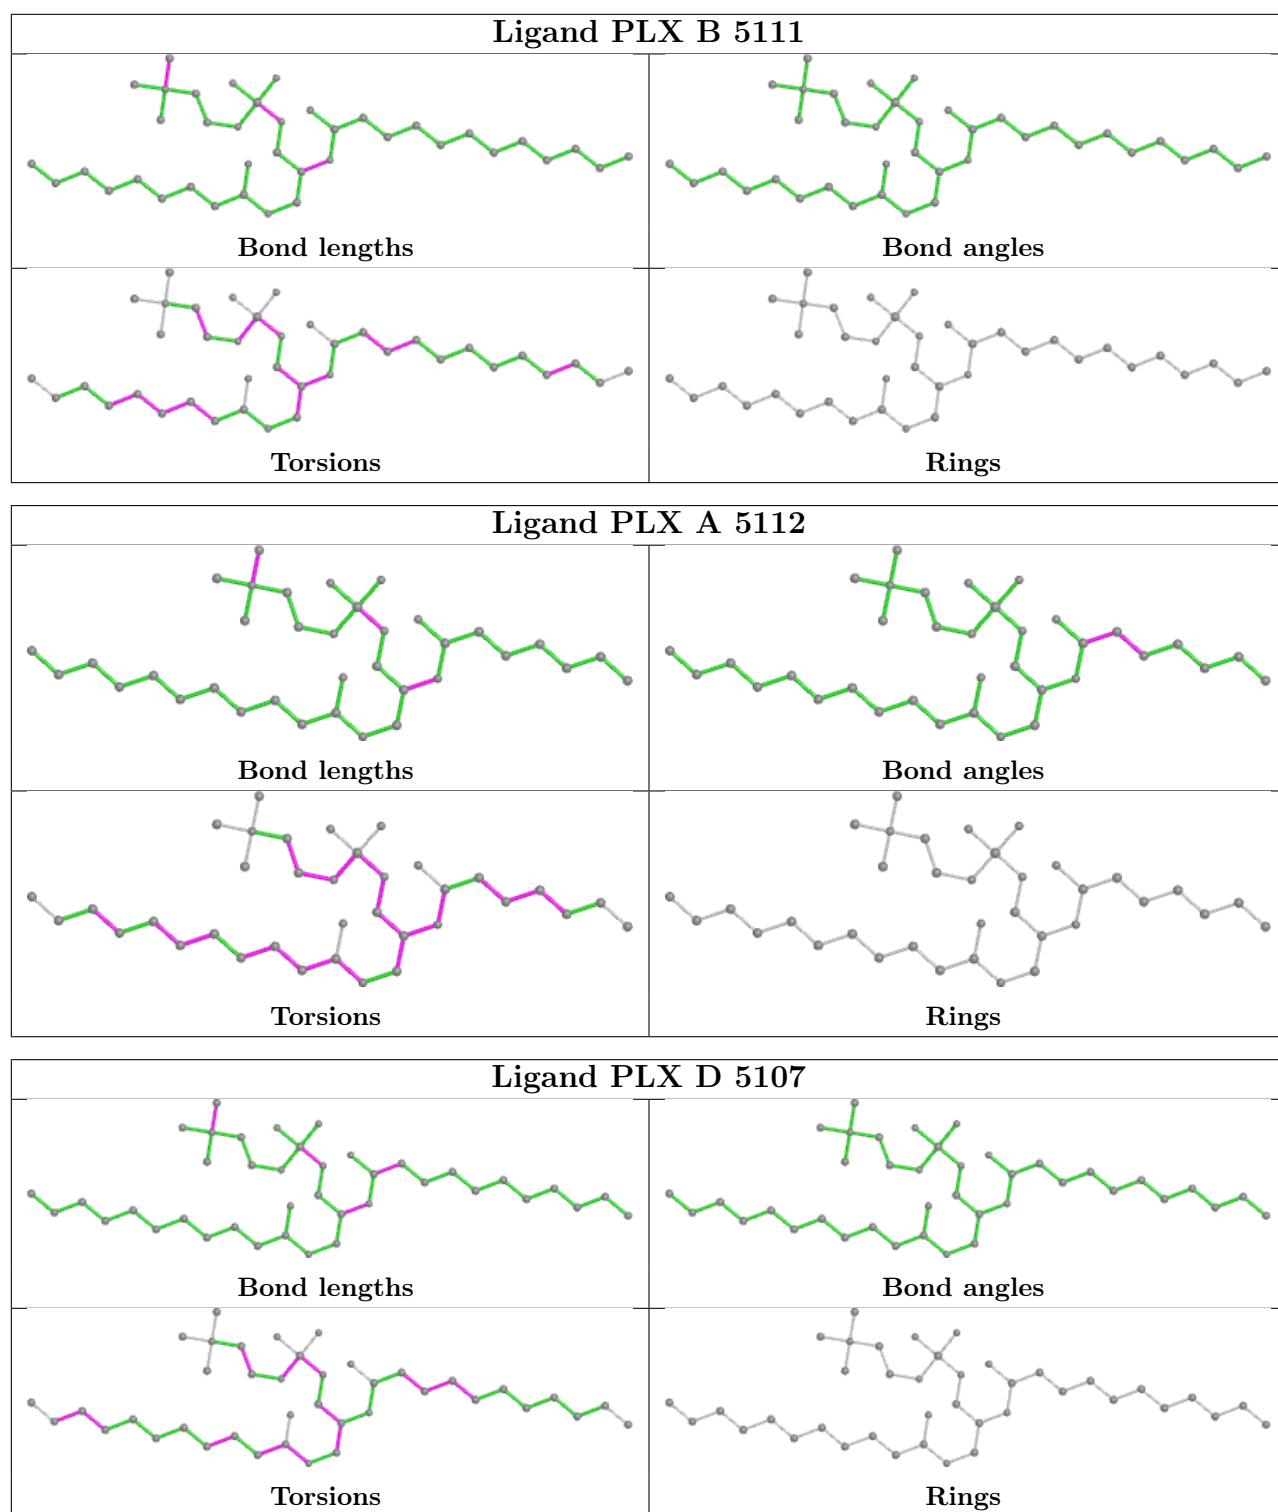 Ligand PLX B 5111
Bond lengths
Bond angles
Torsions
Rings
Ligand PLX A 5112
Bond lengths
Bond angles
Torsions
Rings
Ligand PLX D 5107
Bond lengths
Bond angles
Torsions
Rings